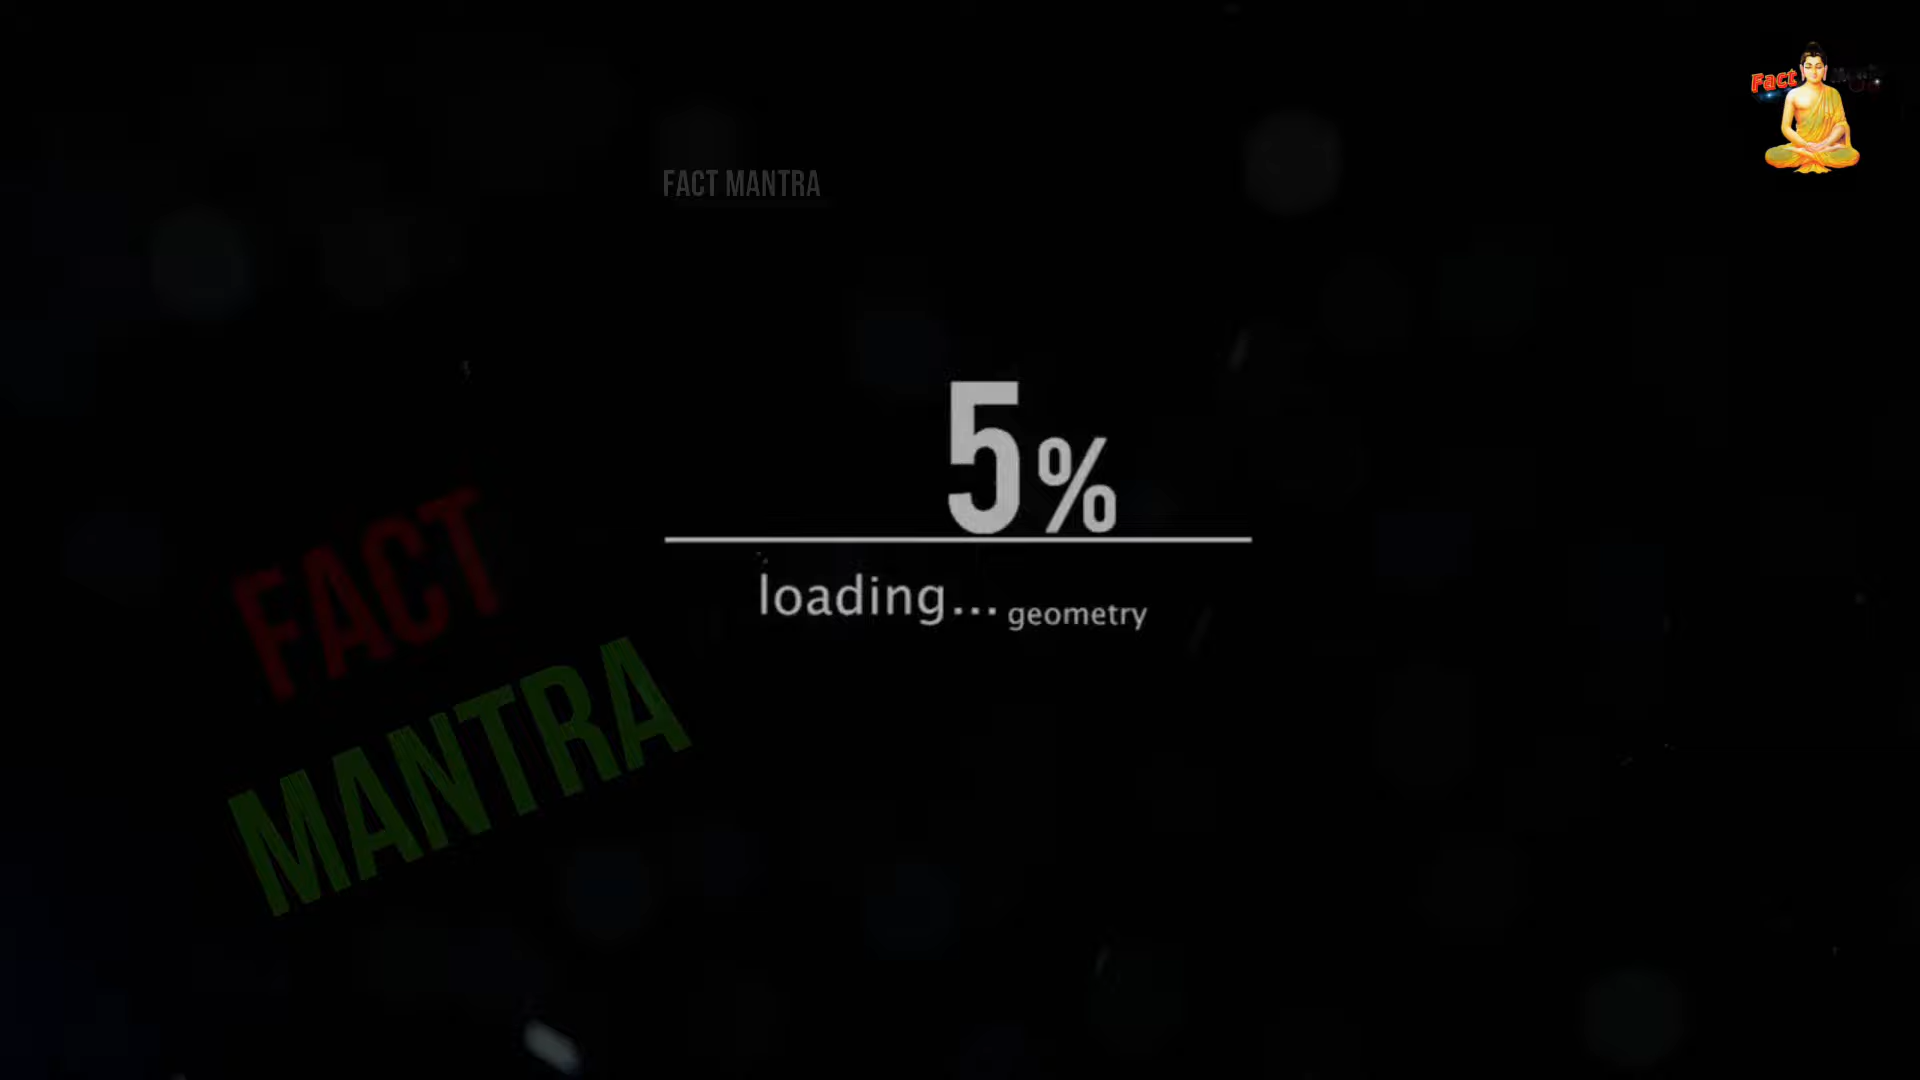 Fact
FACT MANTRA
5%
loading... geometry
FACT
MANTRA